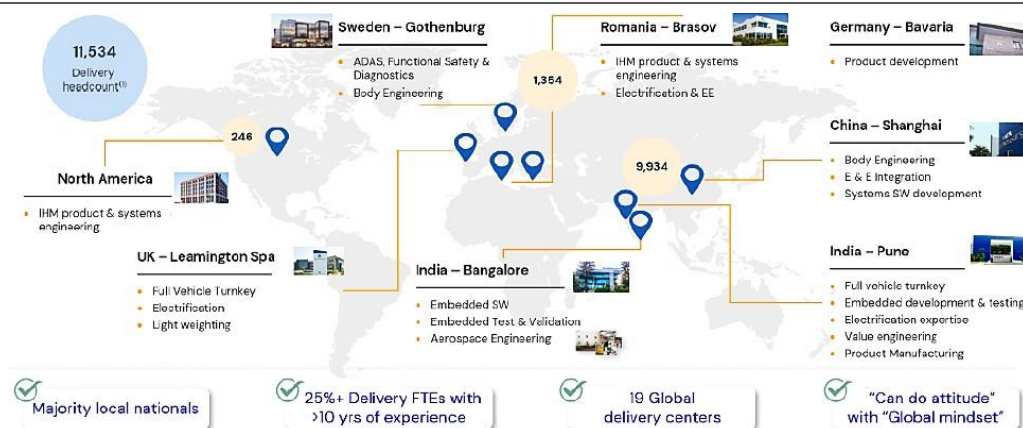 11,534
Delivery
headcount(1)
246
North America
IHM product & systems
engineering
Sweden – Gothenburg
ADAS, Functional Safety &
Diagnostics
Body Engineering
1,354
Romania – Brasov
IHM product & systems
engineering
Electrification & EE
Germany – Bavaria
Product development
9,934
China – Shanghai
Body Engineering
E & E Integration
Systems SW development
UK – Leamington Spa
Full Vehicle Turnkey
Electrification
Light weighting
India – Bangalore
Embedded SW
Embedded Test & Validation
Aerospace Engineering
India – Pune
Full vehicle turnkey
Embedded development & testing
Electrification expertise
Value engineering
Product Manufacturing
Majority local nationals
25%+ Delivery FTEs with
>10 yrs of experience
19 Global
delivery centers
"Can do attitude"
with "Global mindset"